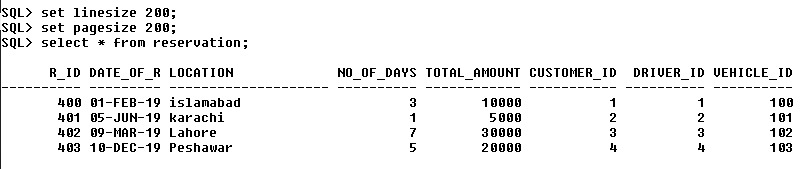 SQL> set linesize 200;
SQL> set pagesize 200;
SQL> select * from reservation;
R_ID DATE_OF_R LOCATION NO_OF_DAYS TOTAL_AMOUNT CUSTOMER_ID DRIVER_ID VEHICLE_ID
---------- --------- -------------------- ---------- ------------ ----------- ---------- ----------
400 01-FEB-19 islamabad 3 10000 1 1 100
401 05-JUN-19 karachi 1 5000 2 2 101
402 09-MAR-19 Lahore 7 30000 3 3 102
403 10-DEC-19 Peshawar 5 20000 4 4 103